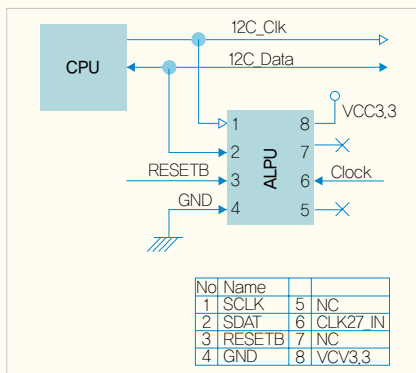 12C_Clk
CPU
12C_Data
VCC3.3
1 8
2 7
RESETB 3 6 Clock
GND 4 5
ALPU
No Name
1 SCLK 5 NC
2 SDAT 6 CLK27_IN
3 RESETB 7 NC
4 GND 8 VCV3.3